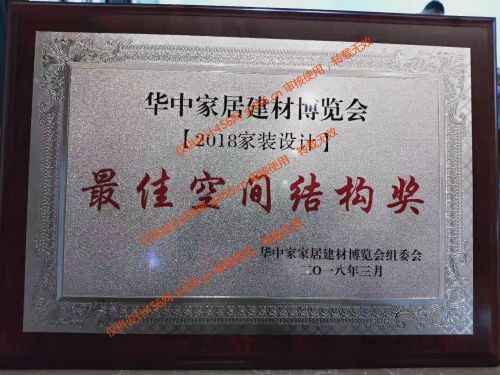 华中家居建材博览会
【2018家装设计】
最佳空间结构奖
华中家家居建材博览会组委会
二〇一八年三月